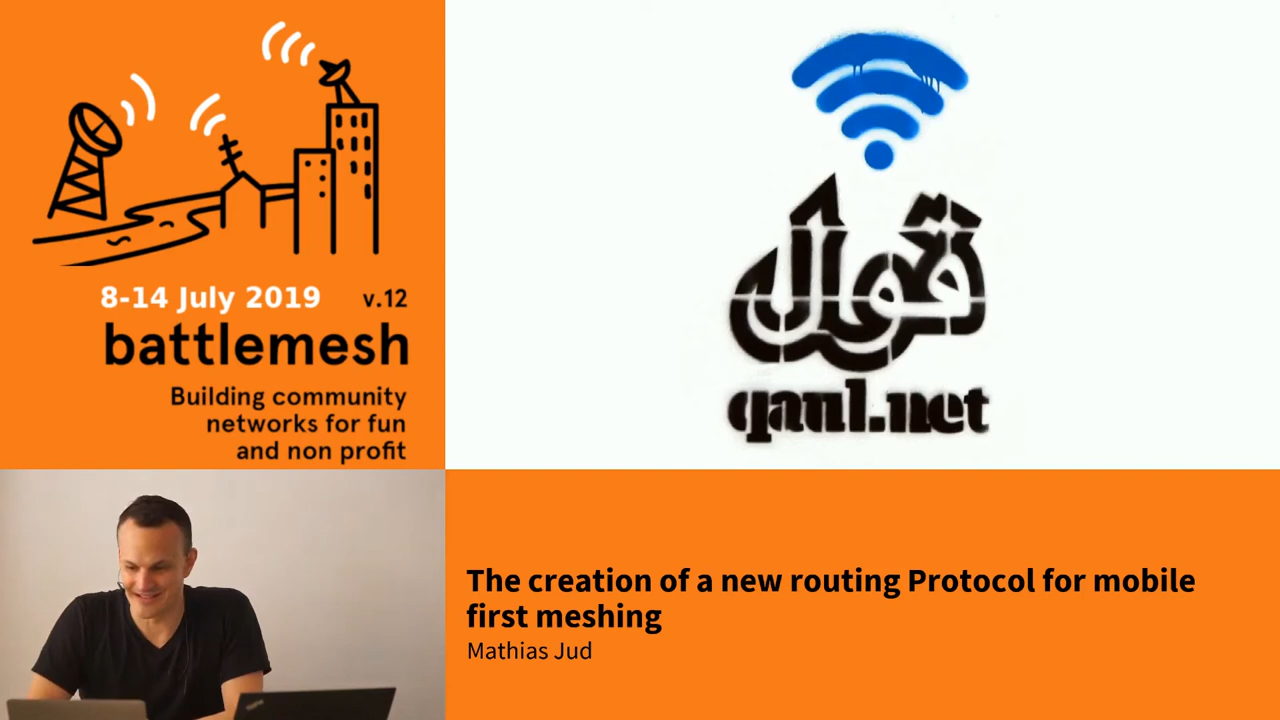 8-14 July 2019 v.12
battlemesh
Building community
networks for fun
and non profit
قول
qaul.net
The creation of a new routing Protocol for mobile
first meshing
Mathias Jud